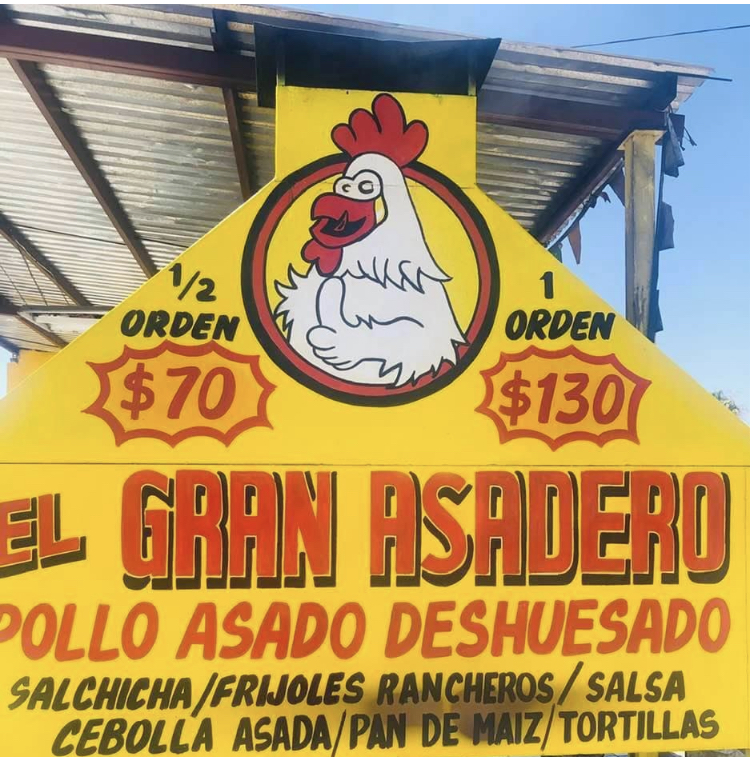 1/2
ORDEN
$70
1
ORDEN
$130
EL GRAN ASADERO
POLLO ASADO DESHUESADO
SALCHICHA/FRIJOLES RANCHEROS/SALSA
CEBOLLA ASADA/PAN DE MAIZ/TORTILLAS